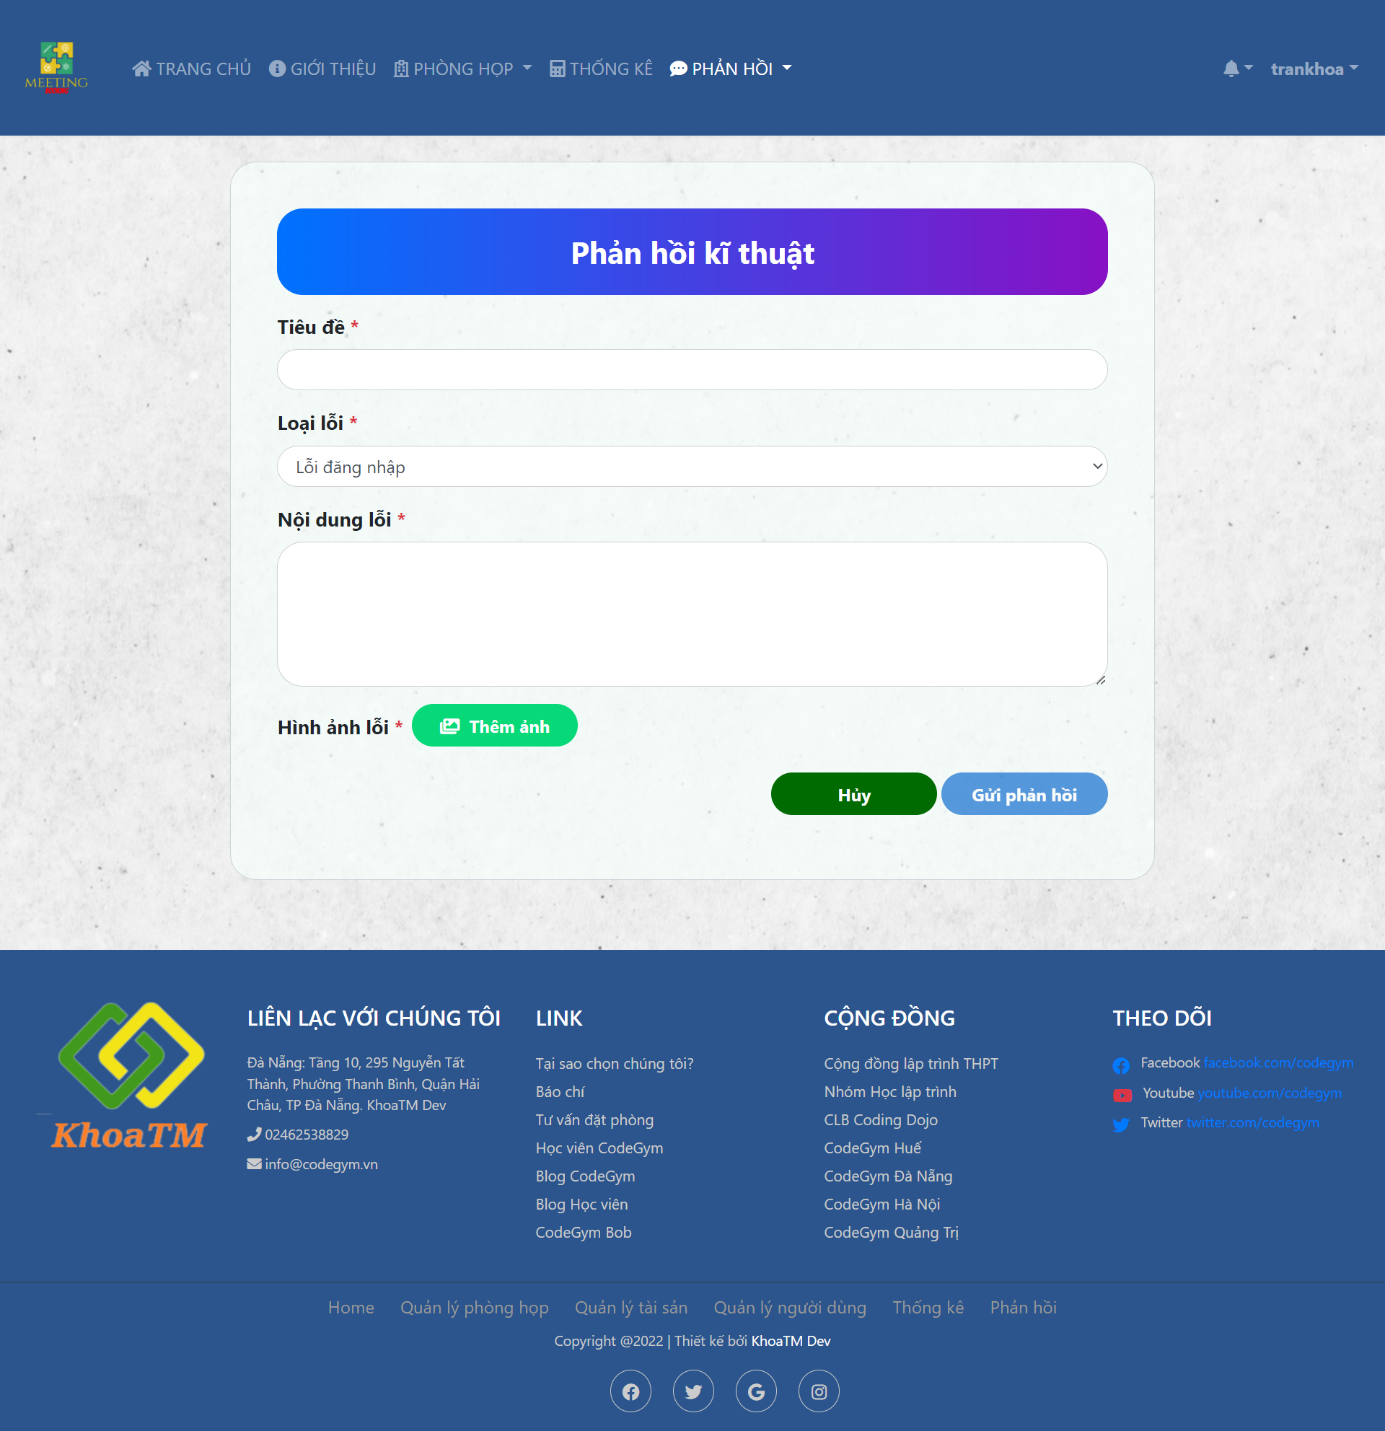 MEETING
TRANG CHỦ
GIỚI THIỆU
PHÒNG HỌP
THỐNG KÊ
PHẢN HỒI
trankhoa
Phản hồi kĩ thuật
Tiêu đề *
Loại lỗi *
Lỗi đăng nhập
Nội dung lỗi *
Hình ảnh lỗi *
Thêm ảnh
Hủy
Gửi phản hồi
KhoaTM
LIÊN LẠC VỚI CHÚNG TÔI
Đà Nẵng: Tầng 10, 295 Nguyễn Tất
Thành, Phường Thanh Bình, Quận Hải
Châu, TP Đà Nẵng. KhoaTM Dev
02462538829
info@codegym.vn
LINK
Tại sao chọn chúng tôi?
Báo chí
Tư vấn đặt phòng
Học viên CodeGym
Blog CodeGym
Blog Học viên
CodeGym Bob
CỘNG ĐỒNG
Cộng đồng lập trình THPT
Nhóm Học lập trình
CLB Coding Dojo
CodeGym Huế
CodeGym Đà Nẵng
CodeGym Hà Nội
CodeGym Quảng Trị
THEO DÕI
Facebook facebook.com/codegym
Youtube youtube.com/codegym
Twitter twitter.com/codegym
Home
Quản lý phòng họp
Quản lý tài sản
Quản lý người dùng
Thống kê
Phản hồi
Copyright @2022 | Thiết kế bởi KhoaTM Dev